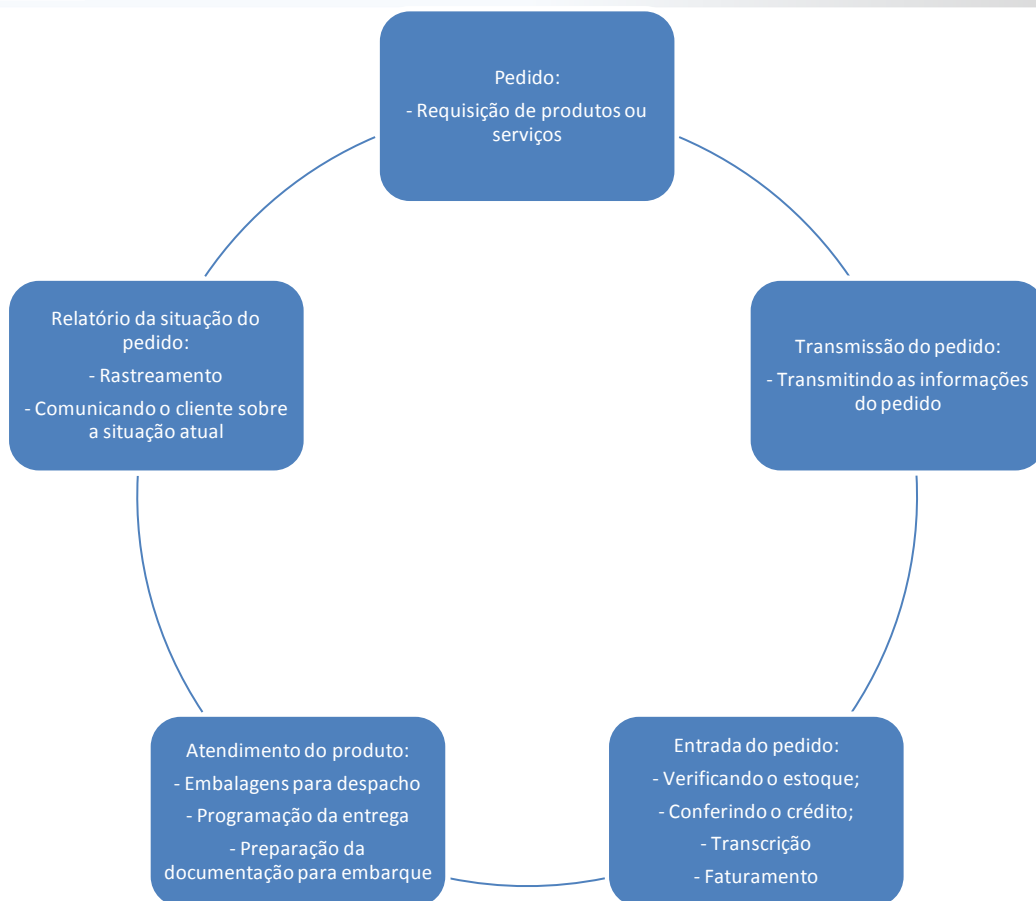 Pedido:
- Requisição de produtos ou
serviços
Transmissão do pedido:
- Transmitindo as informações
do pedido
Entrada do pedido:
- Verificando o estoque;
- Conferindo o crédito;
- Transcrição
- Faturamento
Atendimento do produto:
- Embalagens para despacho
- Programação da entrega
- Preparação da
documentação para embarque
Relatório da situação do
pedido:
- Rastreamento
- Comunicando o cliente sobre
a situação atual